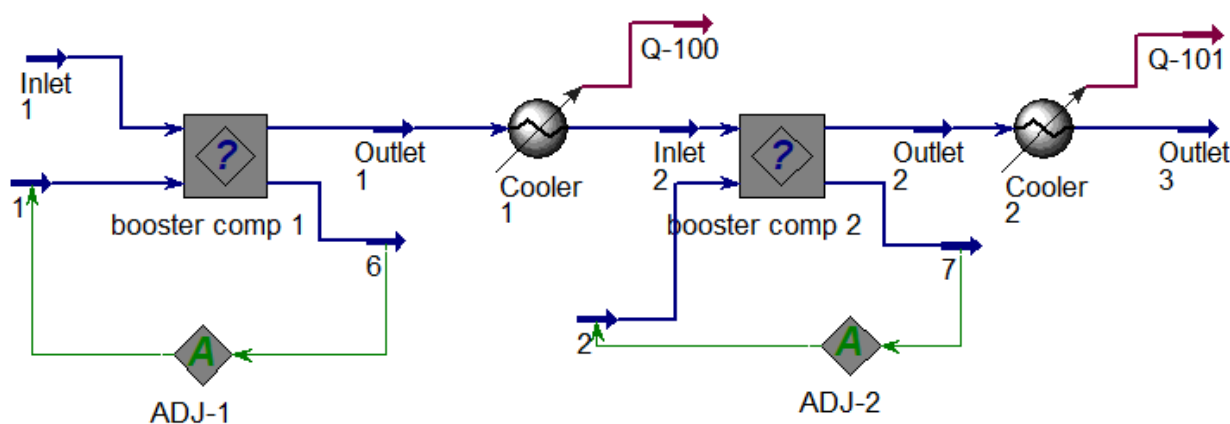 Inlet
1
?
booster comp 1
1
6
A
ADJ-1
Outlet
1
Cooler
1
Q-100
Inlet
2
?
booster comp 2
2
7
A
ADJ-2
Outlet
2
Cooler
2
Q-101
Outlet
3